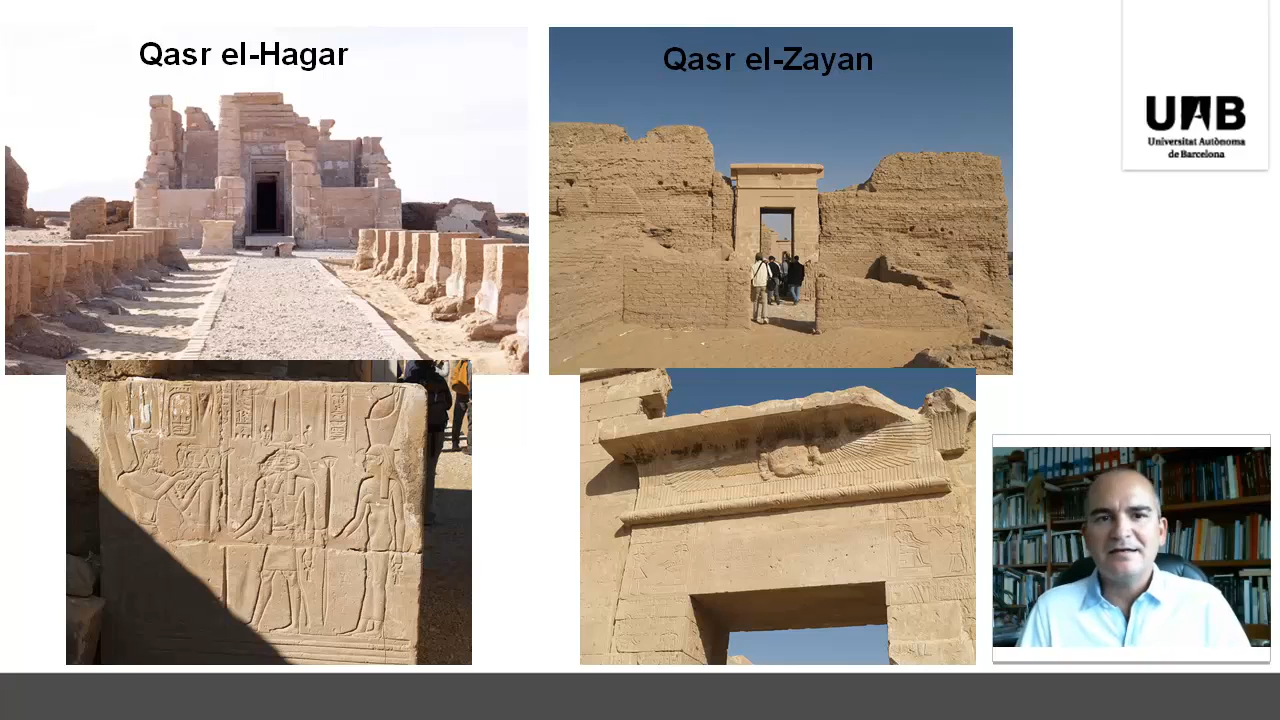 Qasr el-Hagar
Qasr el-Zayan
UAB
Universitat Autònoma
de Barcelona